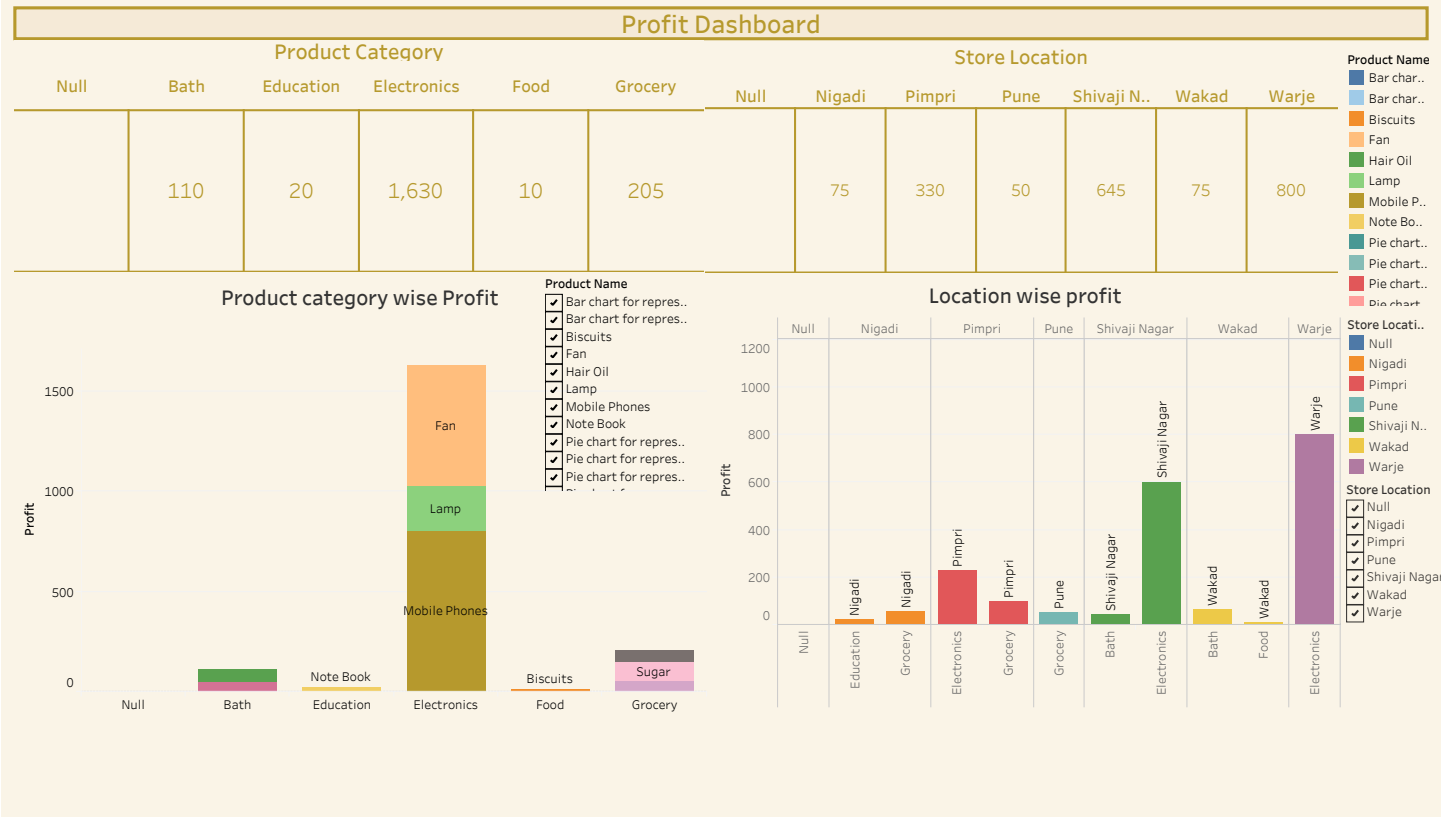 Profit Dashboard
Product Category
Null Bath Education Electronics Food Grocery
110 20 1,630 10 205
Store Location
Null Nigadi Pimpri Pune Shivaji N.. Wakad Warje
75 330 50 645 75 800
Product Name
Bar char..
Bar char..
Biscuits
Fan
Hair Oil
Lamp
Mobile P..
Note Bo..
Pie chart..
Pie chart..
Pie chart..
Pie chart
Product category wise Profit
Product Name
Bar chart for repres..
Bar chart for repres..
Biscuits
Fan
Hair Oil
Lamp
Mobile Phones
Note Book
Pie chart for repres..
Pie chart for repres..
Pie chart for repres..
Profit
1500
1000
500
0
Fan
Lamp
Mobile Phones
Note Book
Biscuits
Sugar
Null Bath Education Electronics Food Grocery
Location wise profit
Null Nigadi Pimpri Pune Shivaji Nagar Wakad Warje
Profit
1200
1000
800
600
400
200
0
Nigadi
Nigadi
Pimpri
Pimpri
Pune
Shivaji Nagar
Shivaji Nagar
Wakad
Wakad
Warje
Null
Education
Grocery
Electronics
Grocery
Grocery
Bath
Electronics
Bath
Food
Electronics
Store Locati..
Null
Nigadi
Pimpri
Pune
Shivaji N..
Wakad
Warje
Store Location
Null
Nigadi
Pimpri
Pune
Shivaji Nagar
Wakad
Warje